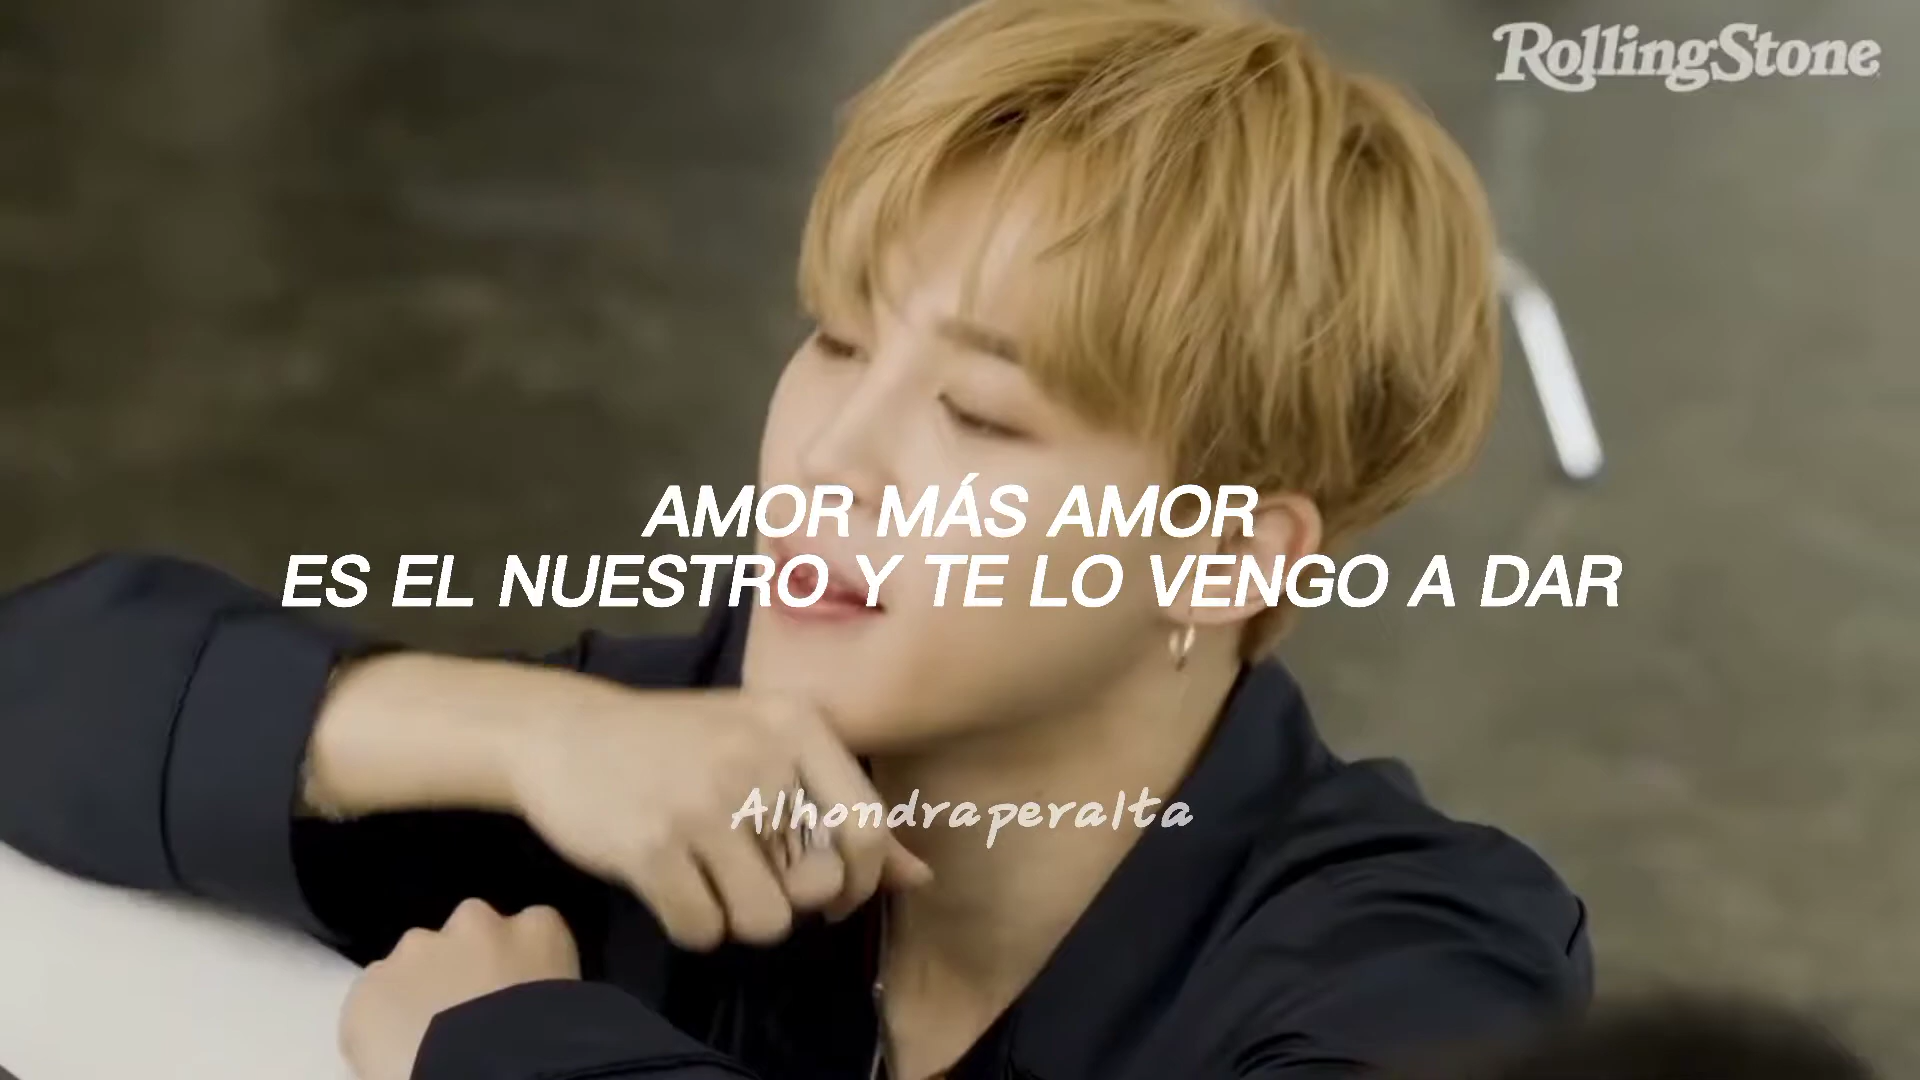 RollingStone
AMOR MÁS AMOR
ES EL NUESTRO Y TE LO VENGO A DAR
Alhondraperalta